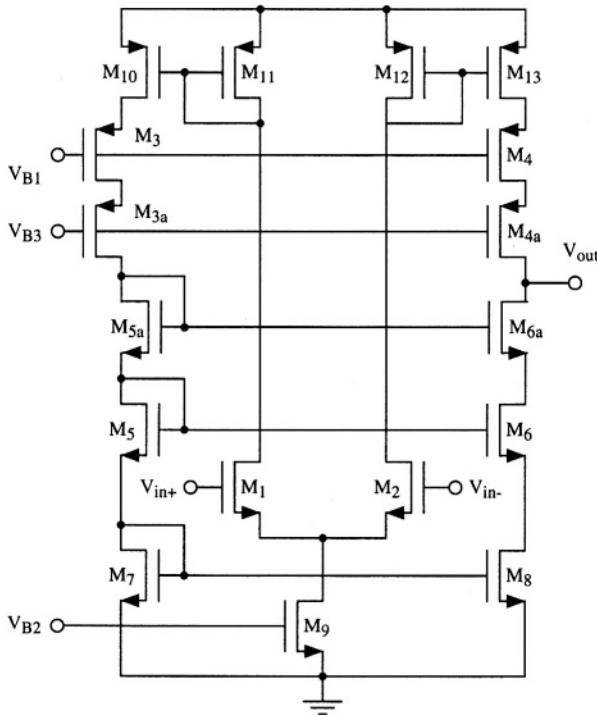 M10 M11 M12 M13
M3 M4
VB1
M3a M4a
VB3
Vout
M5a M6a
M5 M6
Vin+ M1 M2 Vin-
M7 M8
VB2 M9